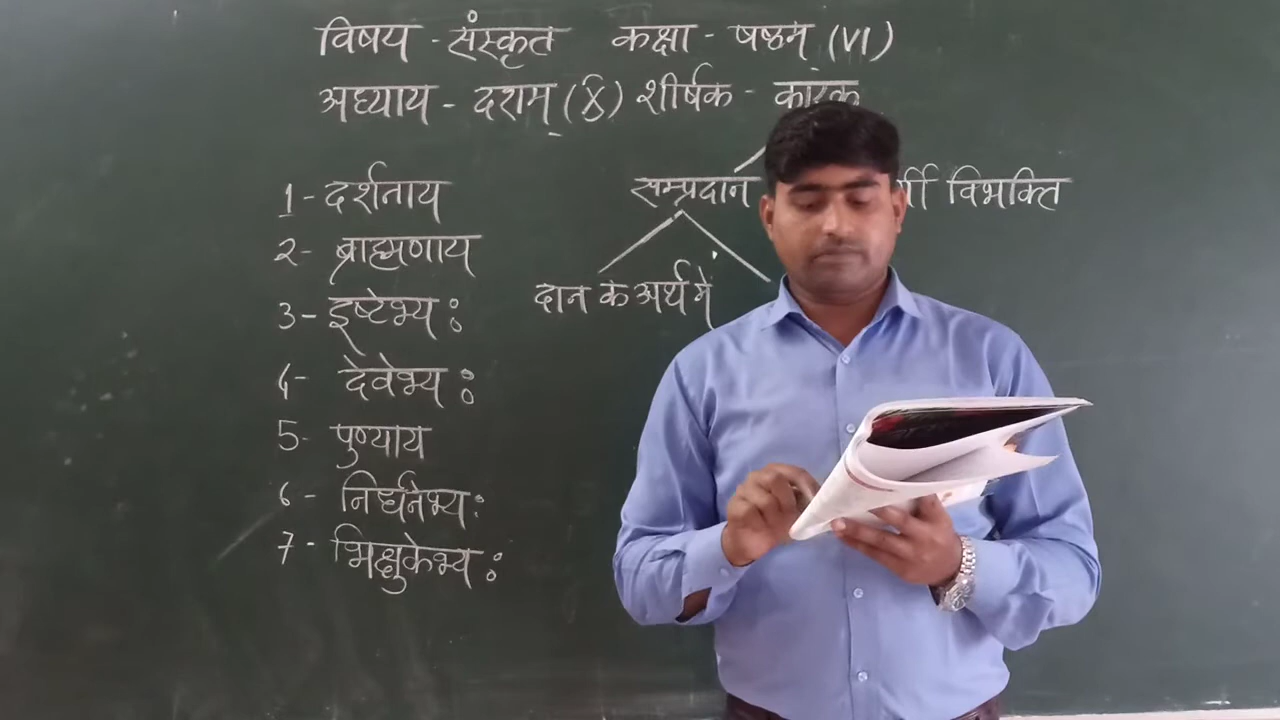 विषय - संस्कृत कक्षा - षष्ठम् (VI)
अध्याय - दशम् (X) शीर्षक - कारक
सम्प्रदान र्थी विभक्ति
दान क अर्थ में
1 - दर्शनाय
2 - ब्राह्मणाय
3 - इष्टेभ्य :
4 - देवेभ्य :
5 - पुण्याय
6 - निर्धनेभ्य :
7 - भिक्षुकेभ्य :